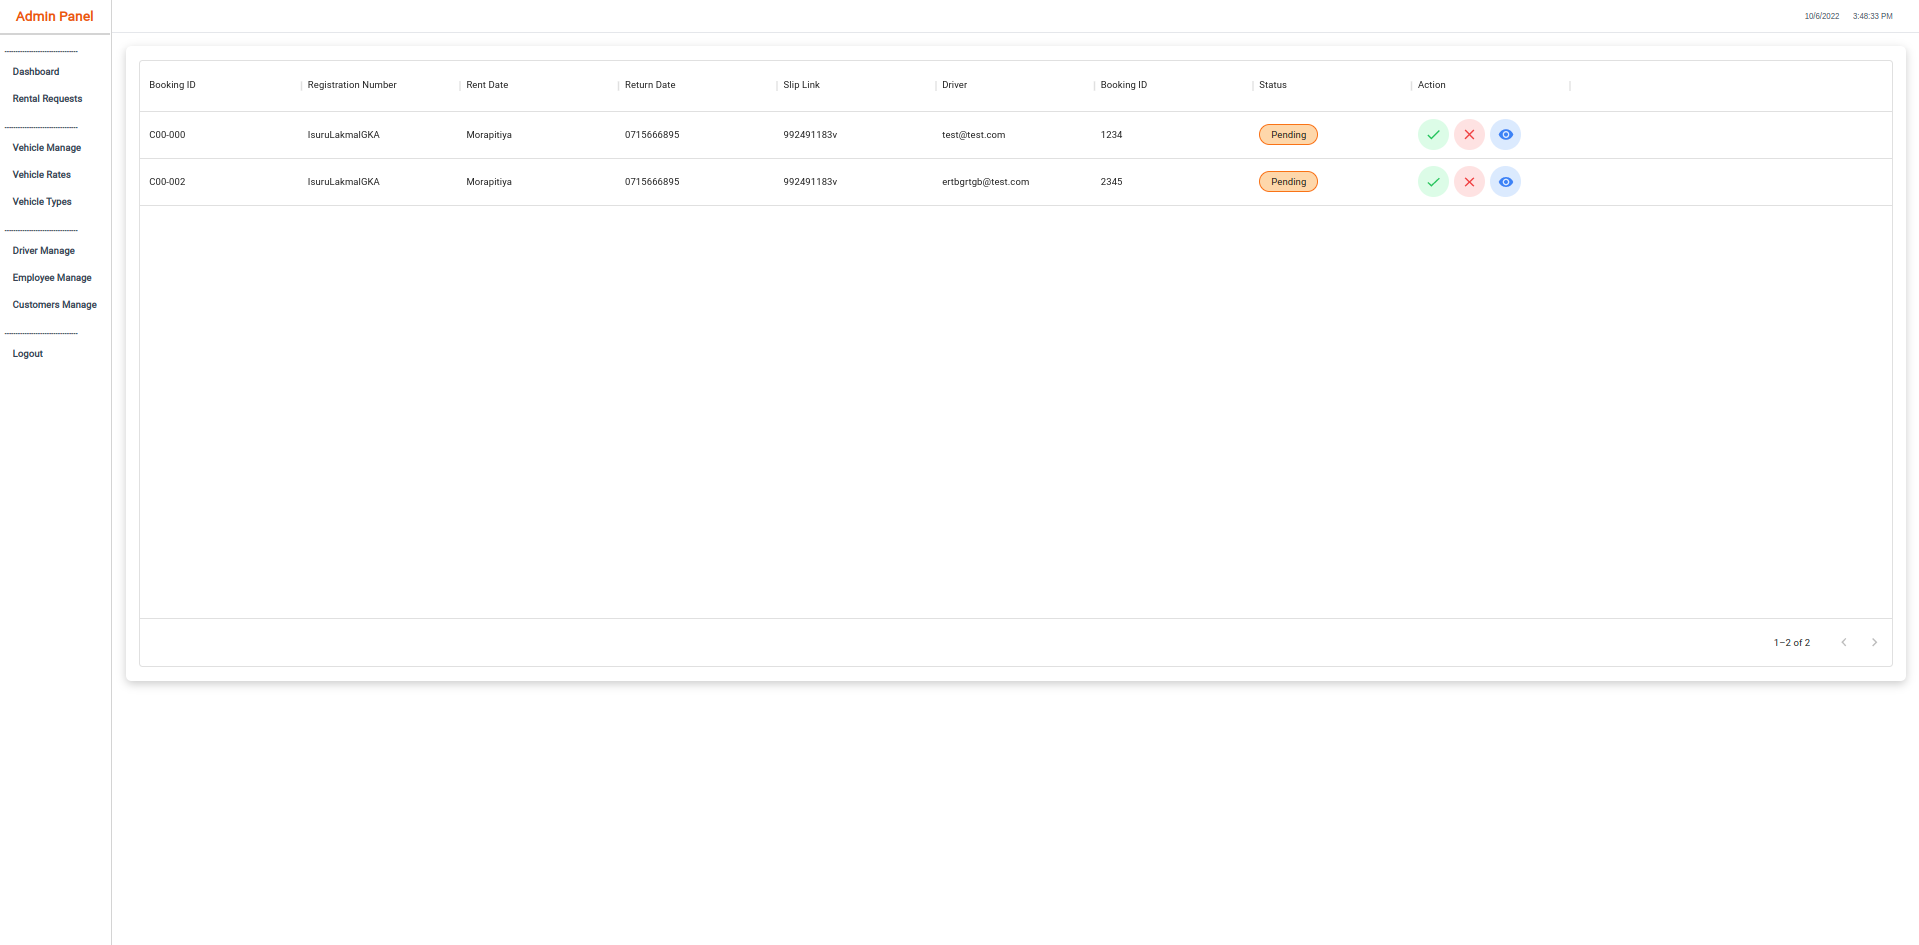 Admin Panel
10/6/2022 3:48:33 PM
Dashboard
Rental Requests
Vehicle Manage
Vehicle Rates
Vehicle Types
Driver Manage
Employee Manage
Customers Manage
Logout
Booking ID Registration Number Rent Date Return Date Slip Link Driver Booking ID Status Action
C00-000 IsuruLakmalGKA Morapitiya 0715666895 992491183v test@test.com 1234 Pending
C00-002 IsuruLakmalGKA Morapitiya 0715666895 992491183v ertbgrtgb@test.com 2345 Pending
1–2 of 2